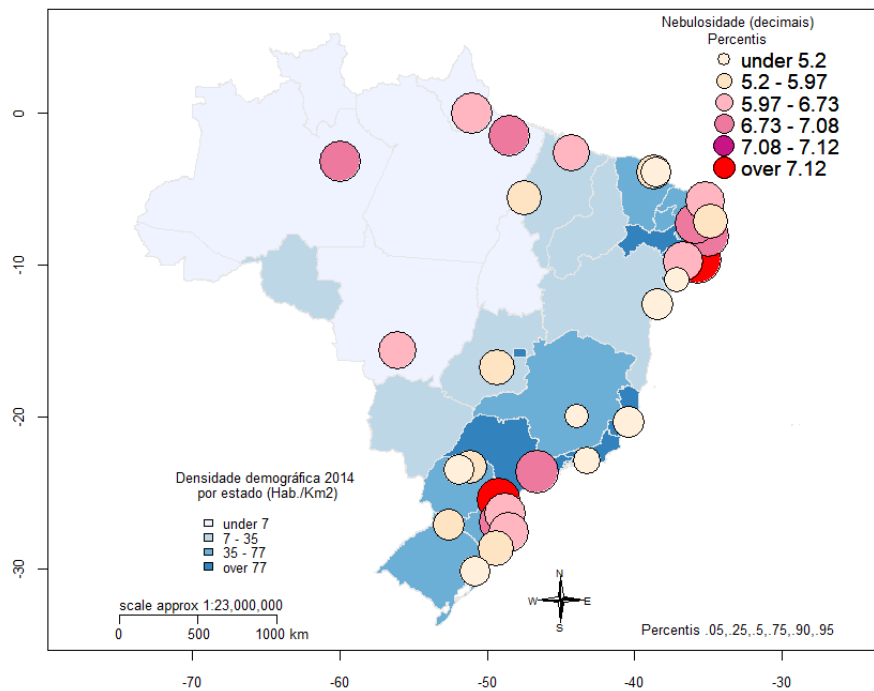 Nebulosidade (decimais)
Percentis
under 5.2
5.2 - 5.97
5.97 - 6.73
6.73 - 7.08
7.08 - 7.12
over 7.12
0
-10
-20
-30
Densidade demográfica 2014
por estado (Hab./Km2)
under 7
7 - 35
35 - 77
over 77
scale approx 1:23,000,000
0 500 1000 km
N
W E
S
Percentis .05,.25,.5,.75,.90,.95
-70 -60 -50 -40 -30